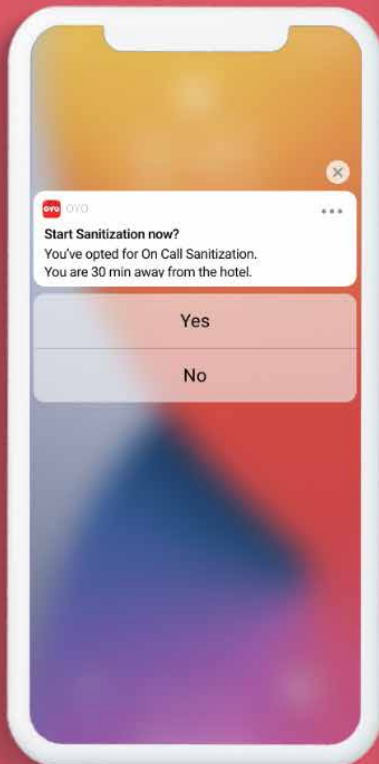 OYO OYO
Start Sanitization now?
You've opted for On Call Sanitization.
You are 30 min away from the hotel.
Yes
No